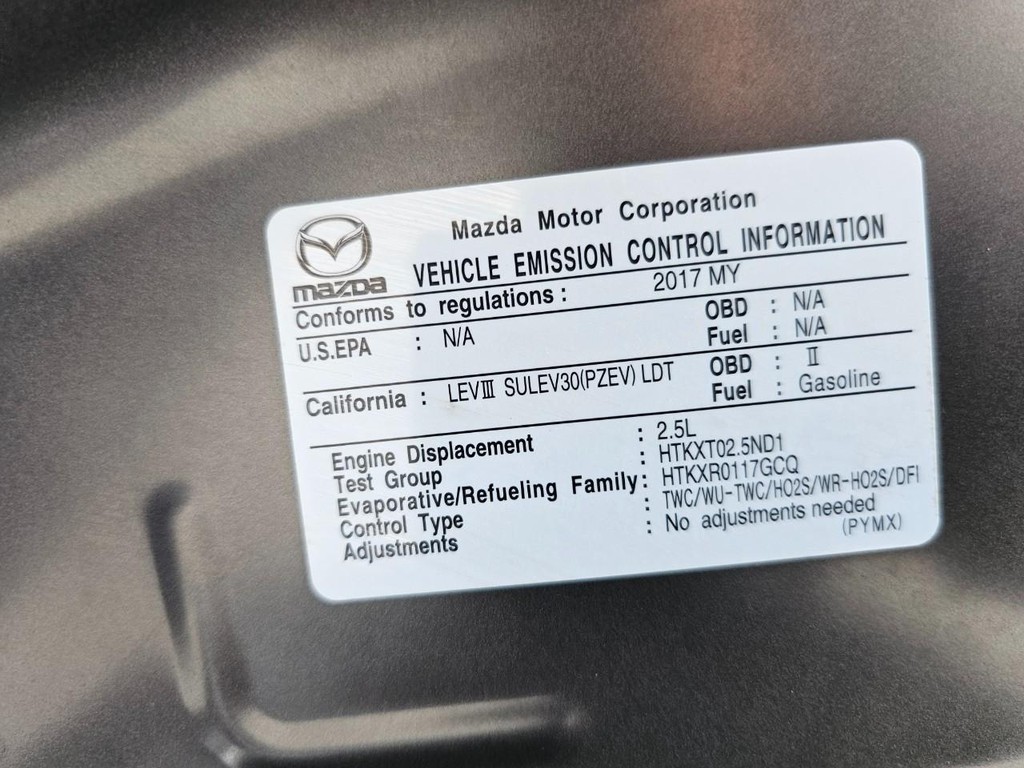 Mazda Motor Corporation
mazda VEHICLE EMISSION CONTROL INFORMATION
Conforms to regulations : 2017 MY
U.S.EPA : N/A OBD : N/A
Fuel : N/A
California : LEVⅢ SULEV30(PZEV) LDT OBD : Ⅱ
Fuel : Gasoline
Engine Displacement : 2.5L
Test Group : HTKXT02.5ND1
Evaporative/Refueling Family : HTKXR0117GCQ
Control Type : TWC/WU-TWC/HO2S/WR-HO2S/DFI
Adjustments : No adjustments needed
(PYMX)